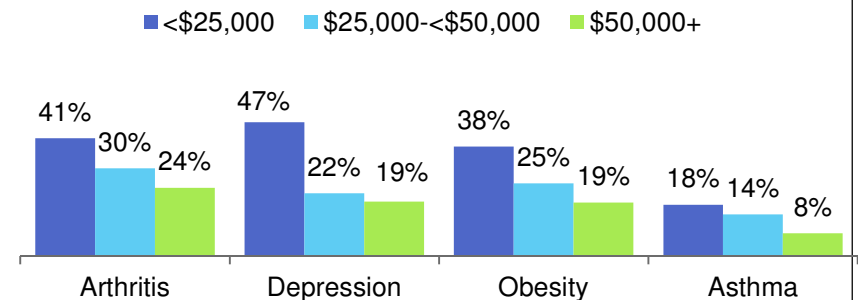 <$25,000 $25,000-<$50,000 $50,000+
41% 30% 24% 47% 22% 19% 38% 25% 19% 18% 14% 8%
Arthritis Depression Obesity Asthma